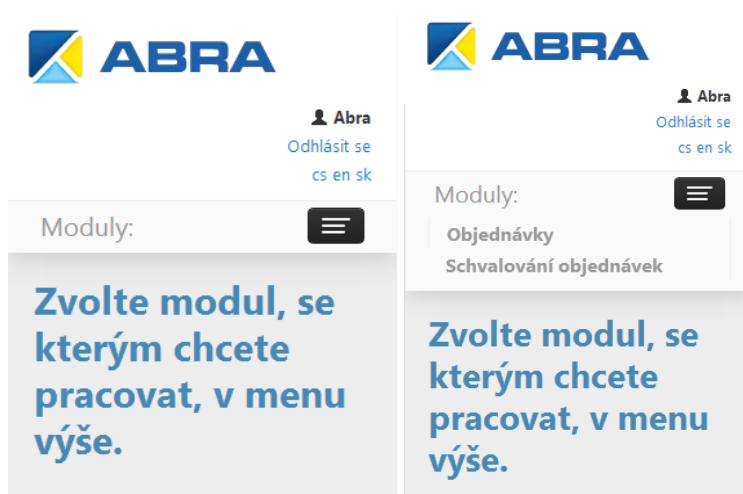 ABRA
Abra
Odhlásit se
cs en sk
Moduly:
Zvolte modul, se
kterým chcete
pracovat, v menu
výše.
ABRA
Abra
Odhlásit se
cs en sk
Moduly:
Objednávky
Schvalování objednávek
Zvolte modul, se
kterým chcete
pracovat, v menu
výše.